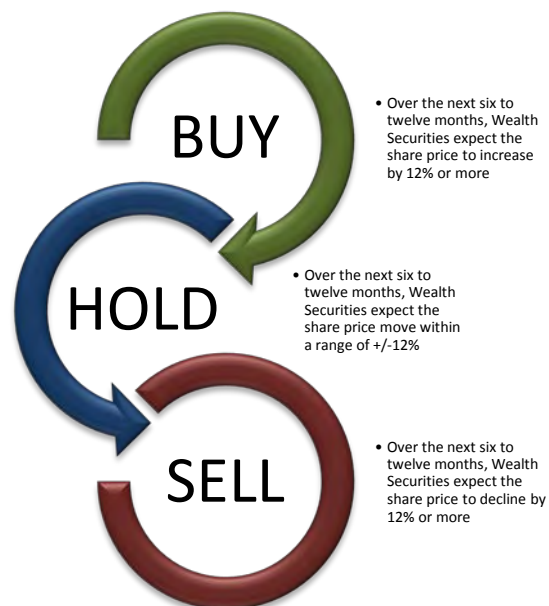 BUY
• Over the next six to
twelve months, Wealth
Securities expect the
share price to increase
by 12% or more
HOLD
• Over the next six to
twelve months, Wealth
Securities expect the
share price move within
a range of +/-12%
SELL
• Over the next six to
twelve months, Wealth
Securities expect the
share price to decline by
12% or more